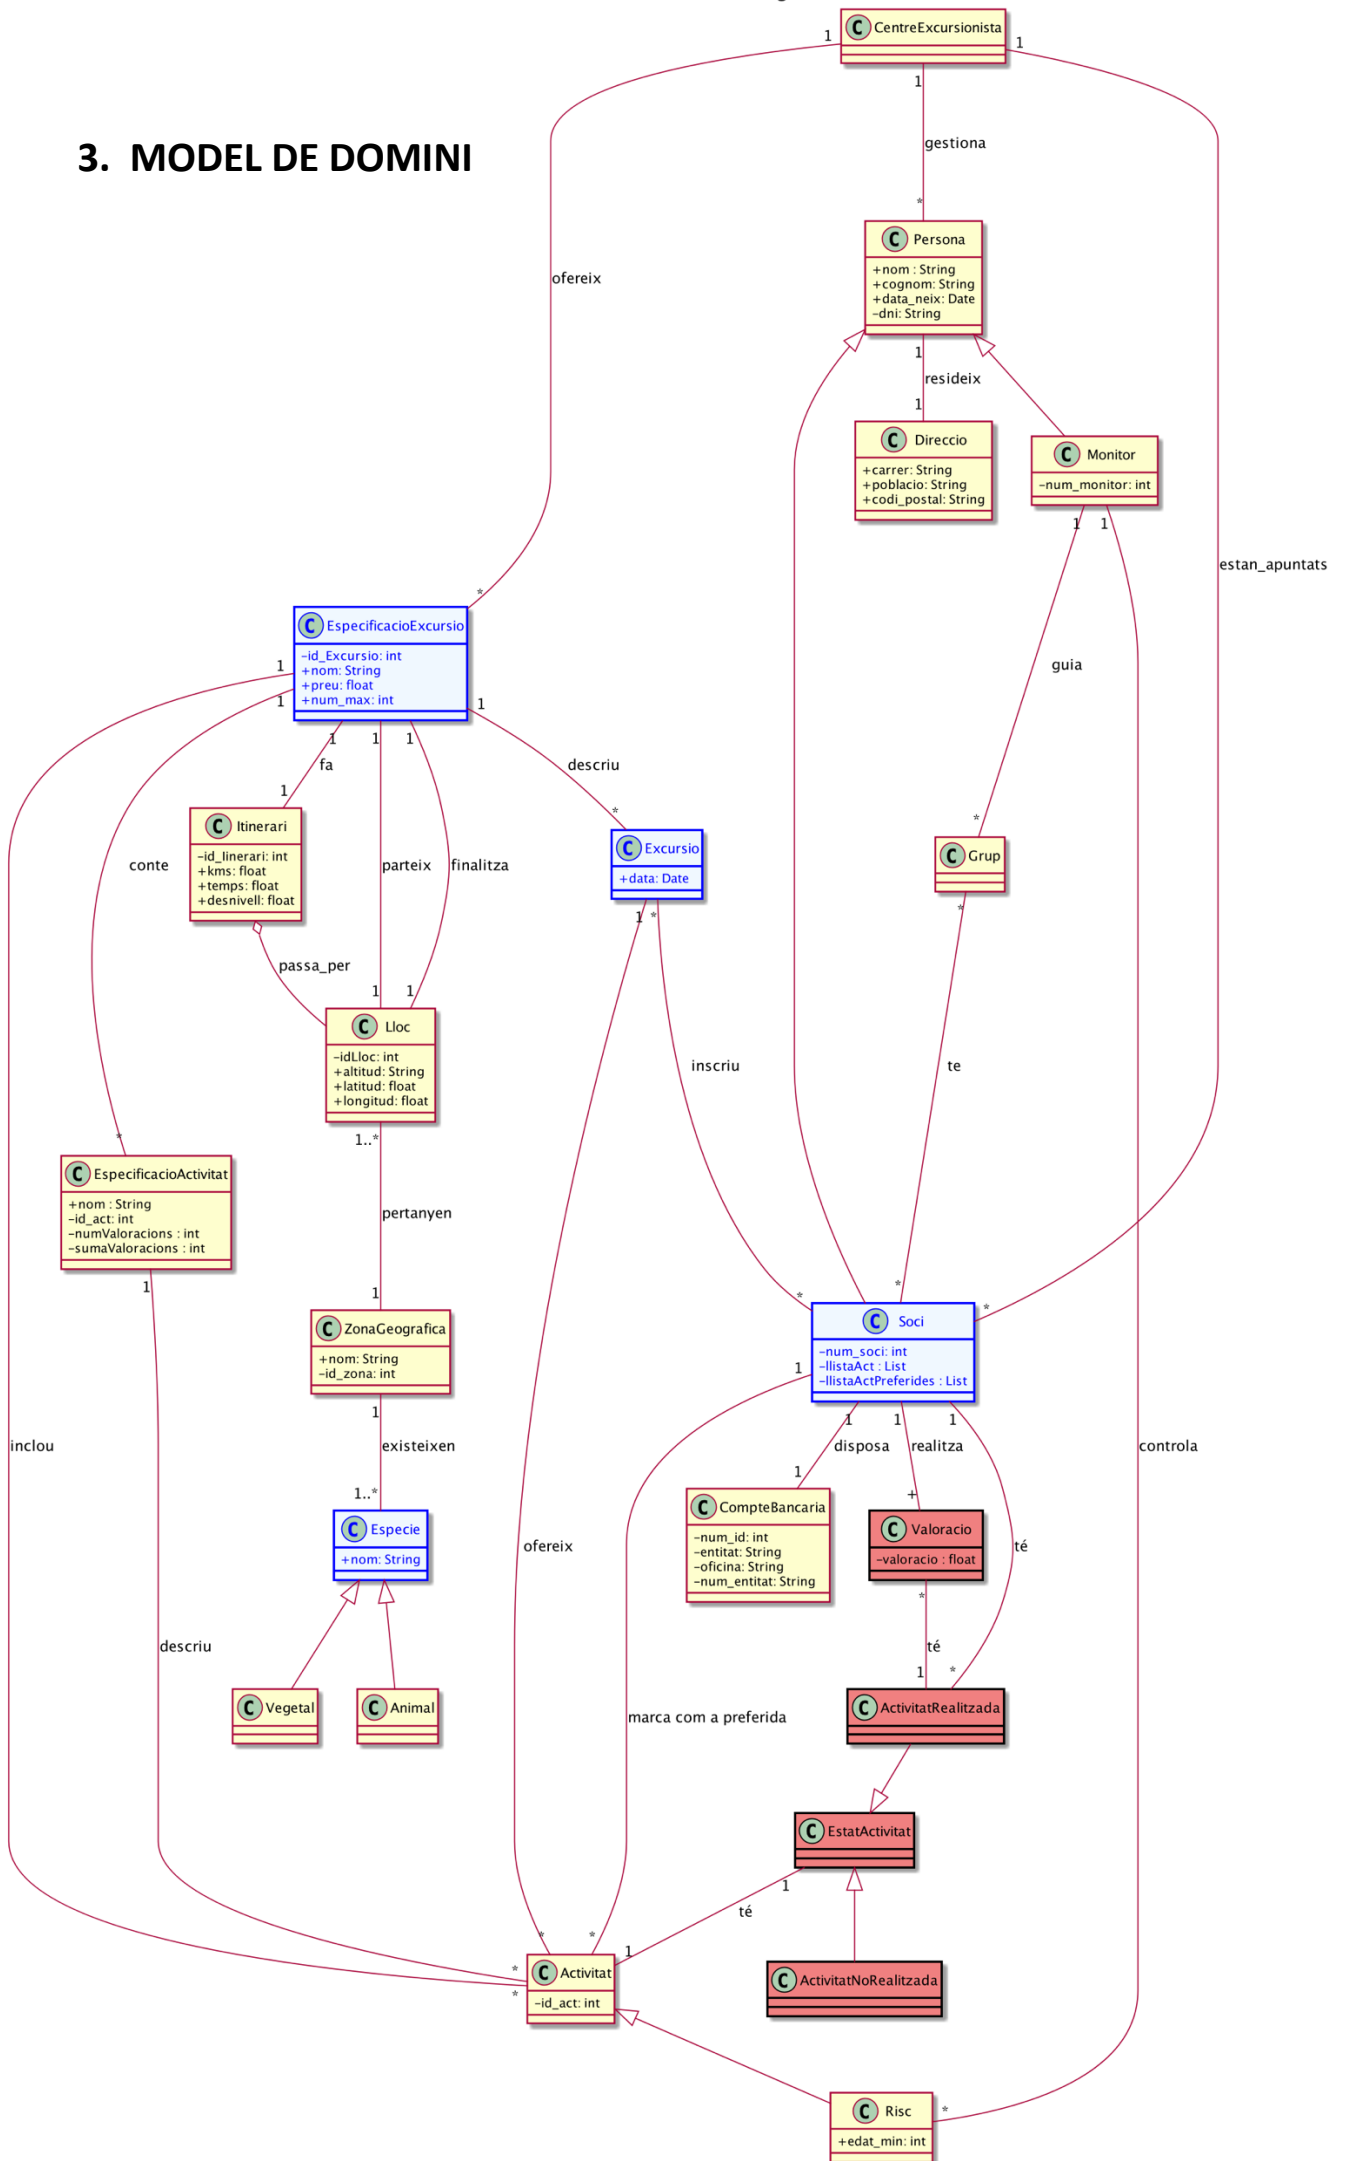 C CentreExcursionista
1
1
1
3. MODEL DE DOMINI
gestiona
*
C Persona
+nom : String
+cognom: String
+data_neix: Date
-dni: String
ofereix
1
resideix
1
C Direccio
+carrer: String
+poblacio: String
+codi_postal: String
C Monitor
-num_monitor: int
1
1
estan_apuntats
*
C EspecificacioExcursio
-id_Excursio: int
+nom: String
+preu: float
+num_max: int
1
1
1
1
1
1
guia
fa
descriu
1
*
*
C Itinerari
-id_Iinerari: int
+kms: float
+temps: float
+desnivell: float
conte
parteix
finalitza
C Excursio
+data: Date
C Grup
1
*
*
passa_per
1
1
C Lloc
-idLloc: int
+altitud: String
+latitud: float
+longitud: float
inscriu
te
*
1..*
C EspecificacioActivitat
+nom : String
-id_act: int
-numValoracions : int
-sumaValoracions : int
pertanyen
1
1
*
*
*
C ZonaGeografica
+nom: String
-id_zona: int
C Soci
-num_soci: int
-llistaAct : List
-llistaActPreferides : List
1
1
1
1
1
inclou
existeixen
disposa
realitza
controla
1..*
1
+
C Especie
+nom: String
C CompteBancaria
-num_id: int
-entitat: String
-oficina: String
-num_entitat: String
C Valoracio
-valoracio : float
ofereix
té
*
descriu
té
1
*
C Vegetal
C Animal
C ActivitatRealitzada
marca com a preferida
C EstatActivitat
1
té
*
*
1
*
*
C Activitat
-id_act: int
C ActivitatNoRealitzada
C Risc
+edat_min: int
*